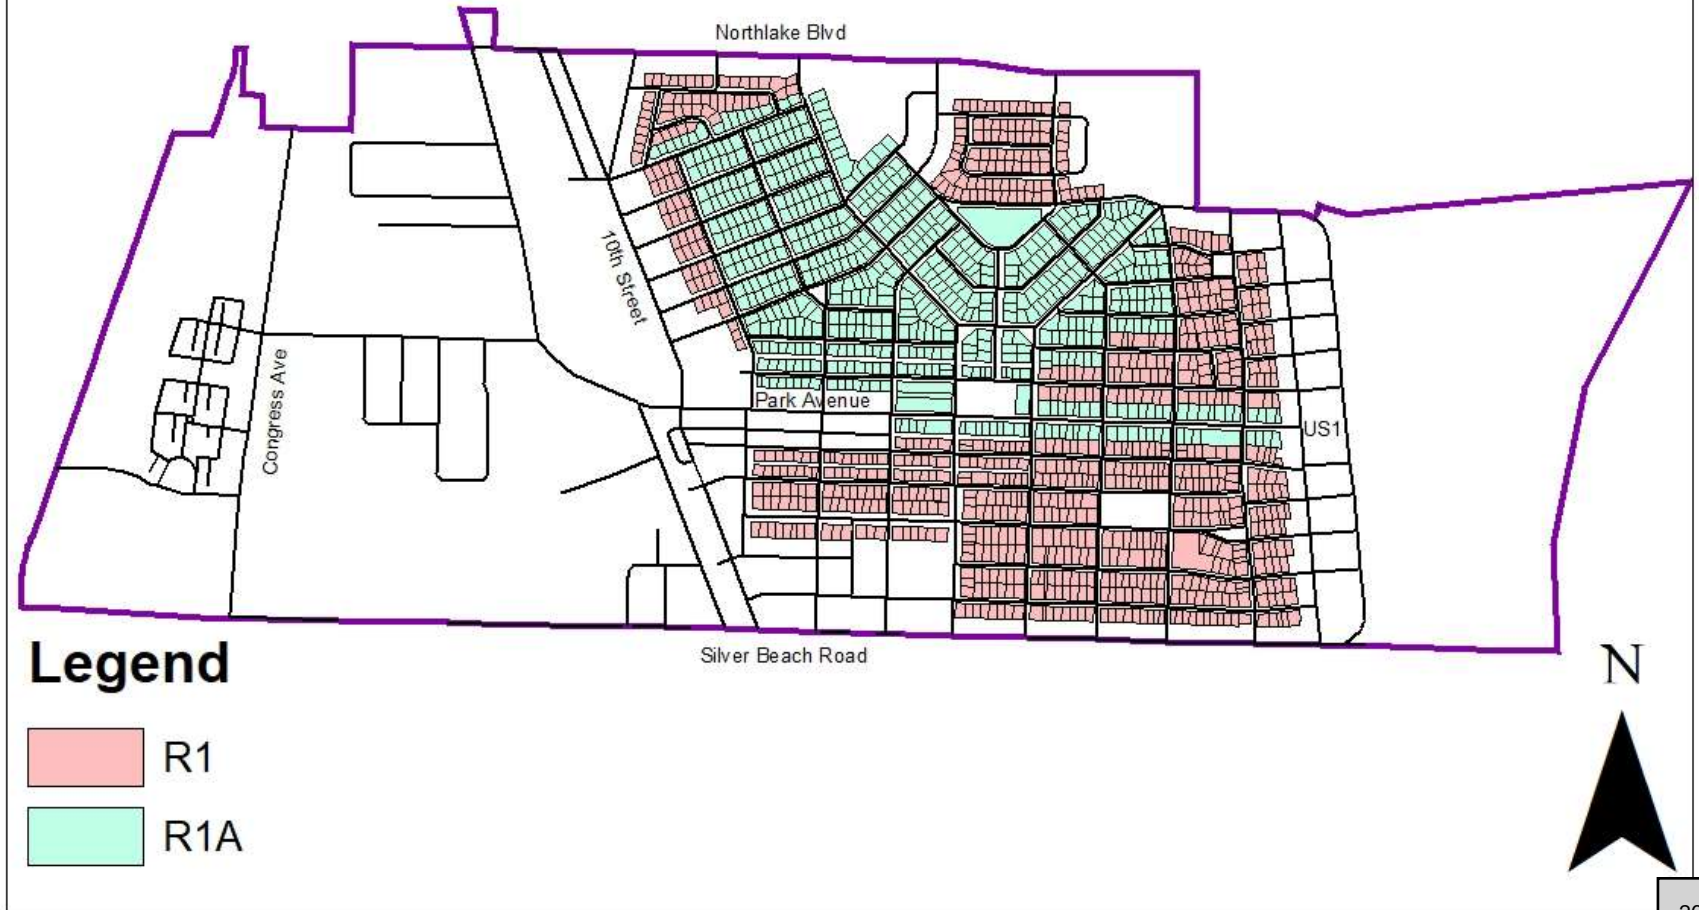 Northlake Blvd
10th Street
Congress Ave
Park Avenue
US1
Silver Beach Road
Legend
N
R1
R1A